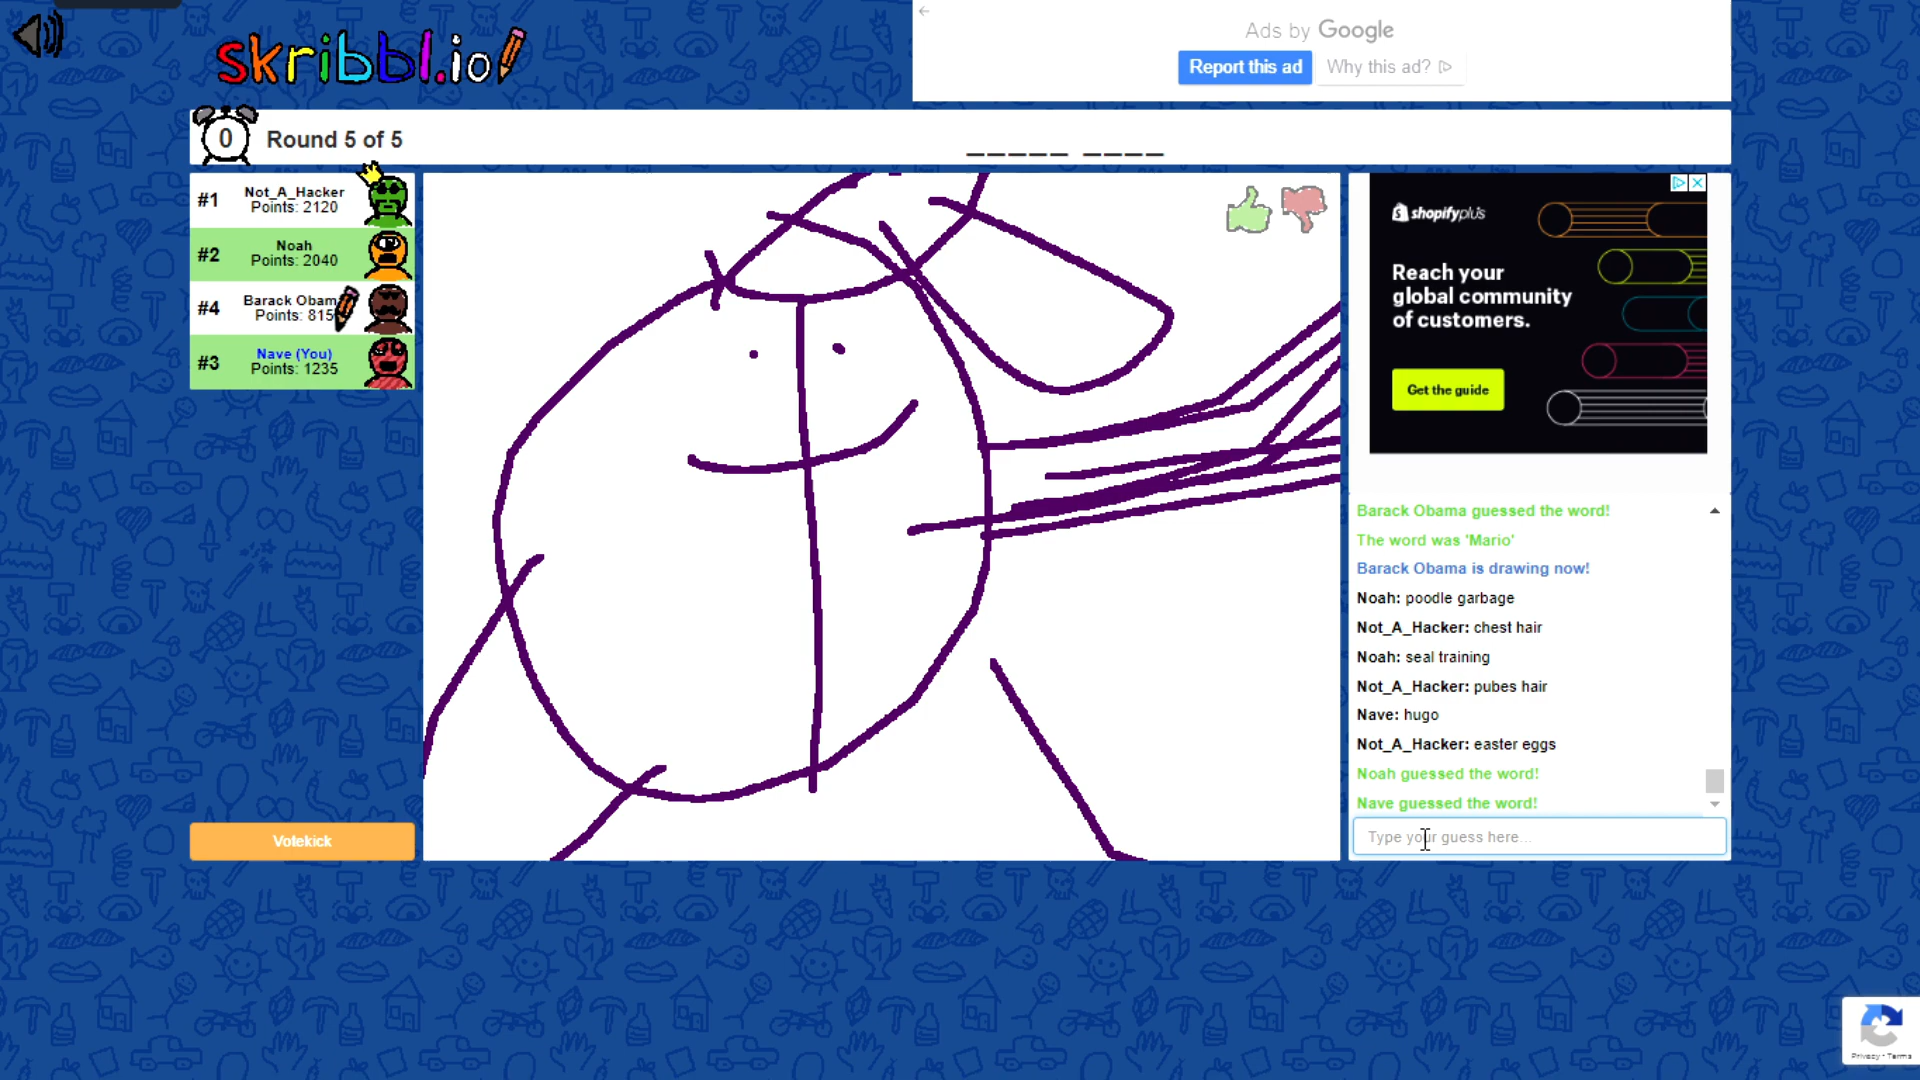 Ads by Google
Report this ad Why this ad?
skribbl.io!
0 Round 5 of 5
_____ ____
#1 Not_A_Hacker
Points: 2120
#2 Noah
Points: 2040
#4 Barack Obam
Points: 815
#3 Nave (You)
Points: 1235
Votekick
shopifyplus
Reach your
global community
of customers.
Get the guide
Barack Obama guessed the word!
The word was 'Mario'
Barack Obama is drawing now!
Noah: poodle garbage
Not_A_Hacker: chest hair
Noah: seal training
Not_A_Hacker: pubes hair
Nave: hugo
Not_A_Hacker: easter eggs
Noah guessed the word!
Nave guessed the word!
Type your guess here...
Privacy - Terms